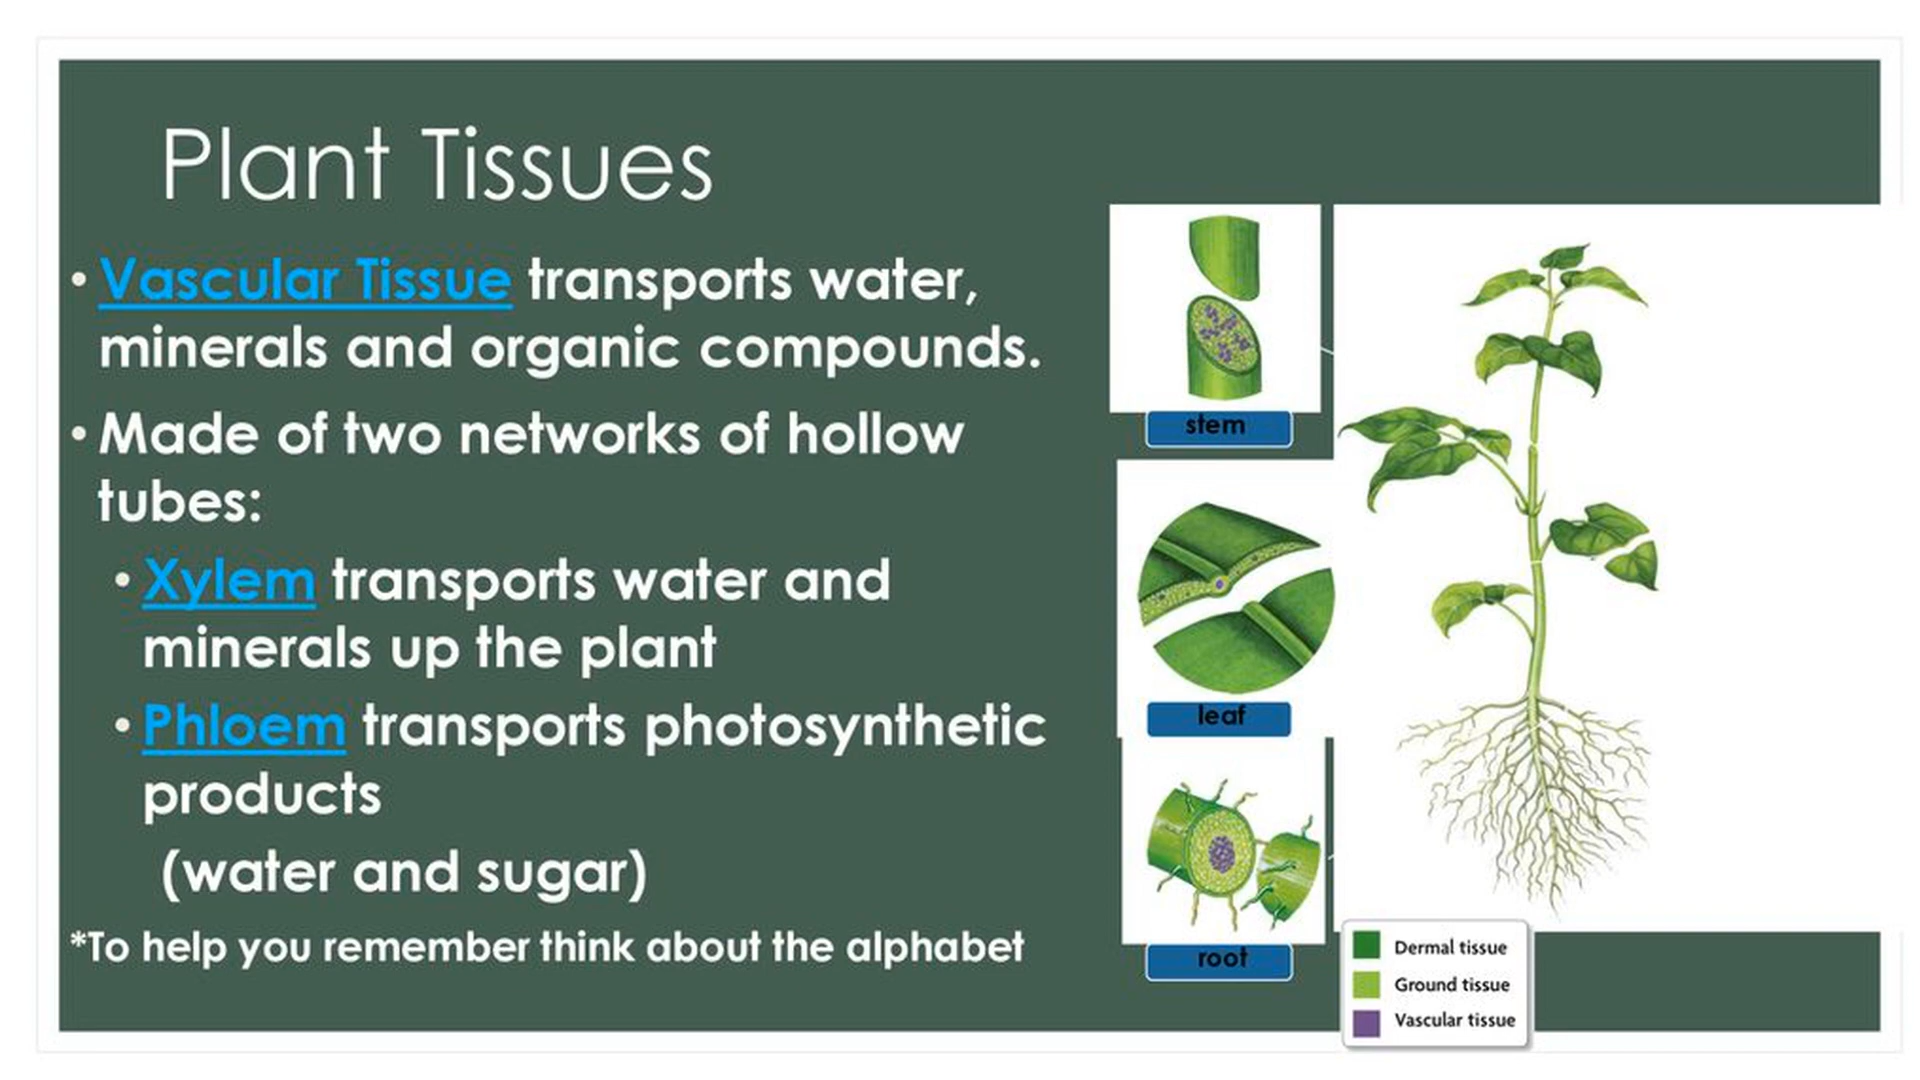 Plant Tissues
• Vascular Tissue transports water,
minerals and organic compounds.
• Made of two networks of hollow
tubes:
• Xylem transports water and
minerals up the plant
• Phloem transports photosynthetic
products
(water and sugar)
*To help you remember think about the alphabet
stem
leaf
root
Dermal tissue
Ground tissue
Vascular tissue